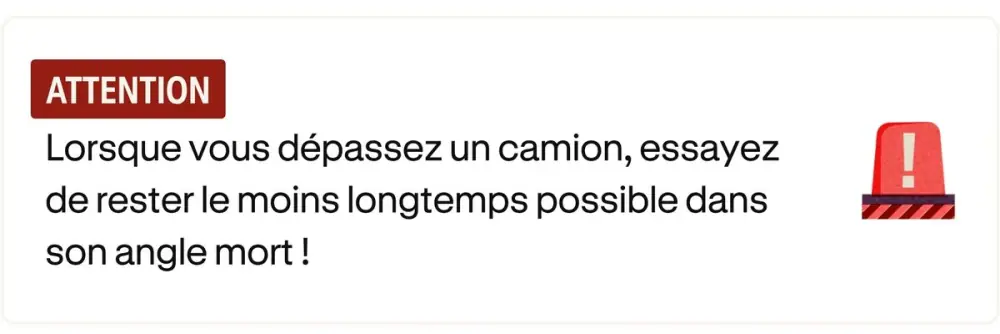 ATTENTION
Lorsque vous dépassez un camion, essayez
de rester le moins longtemps possible dans
son angle mort !